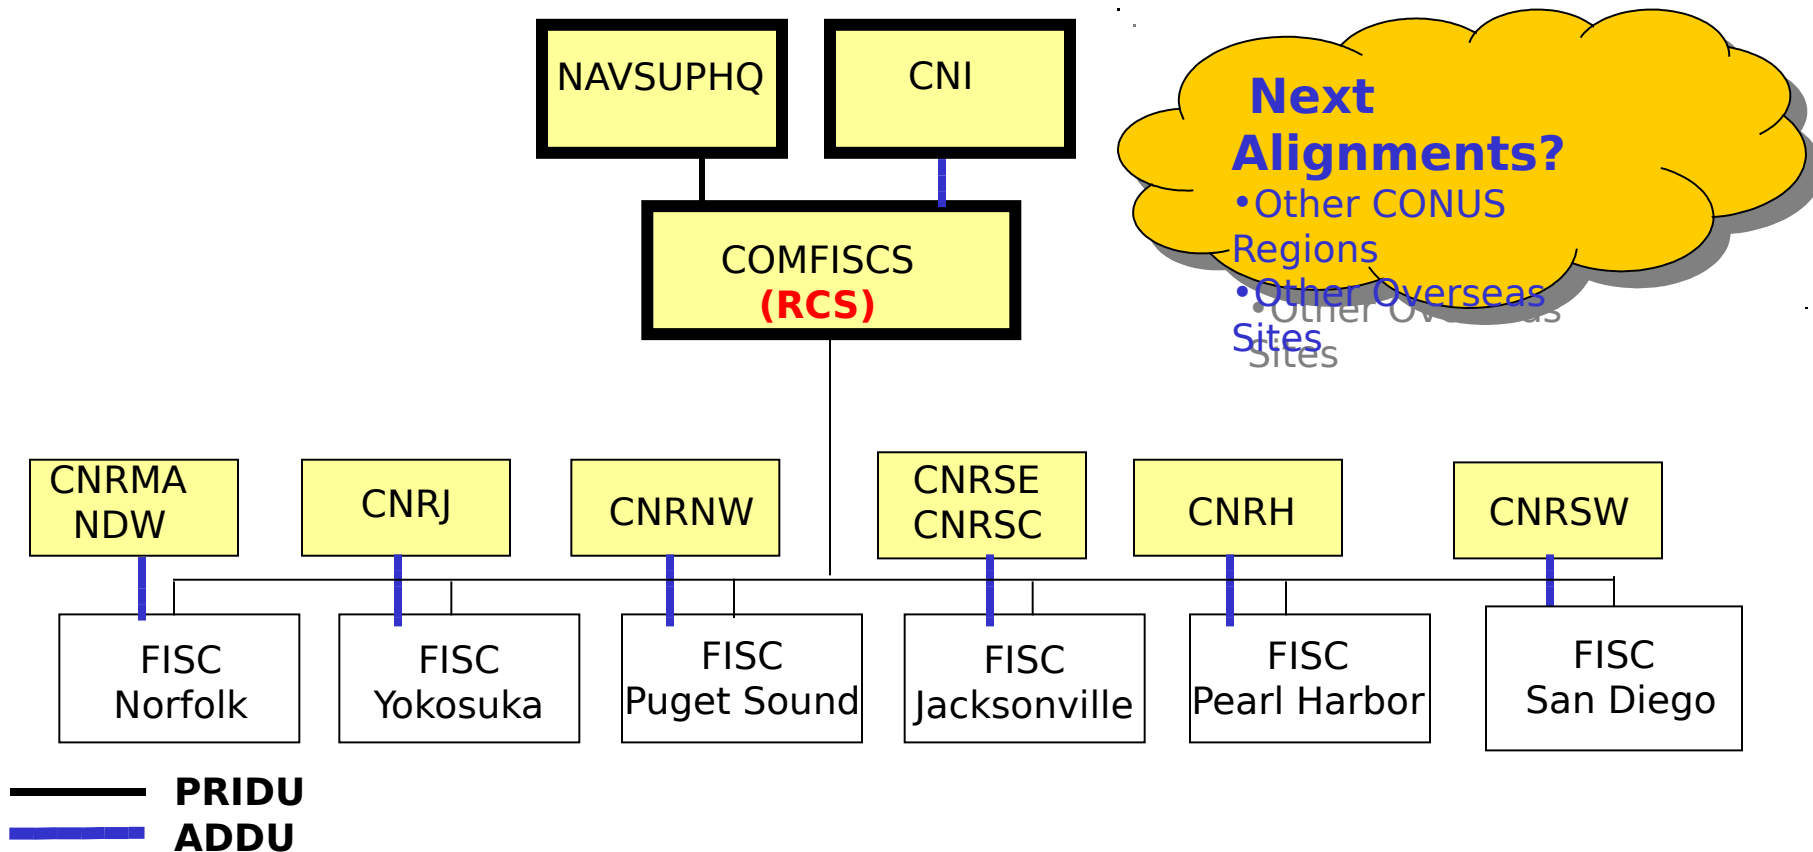 NAVSUPHQ
CNI
Next
Alignments?
•Other CONUS
Regions
•Other Overseas
Sites
COMFISCS
(RCS)
CNRMA
NDW
CNRJ
CNRNW
CNRSE
CNRSC
CNRH
CNRSW
FISC
Norfolk
FISC
Yokosuka
FISC
Puget Sound
FISC
Jacksonville
FISC
Pearl Harbor
FISC
San Diego
PRIDU
ADDU